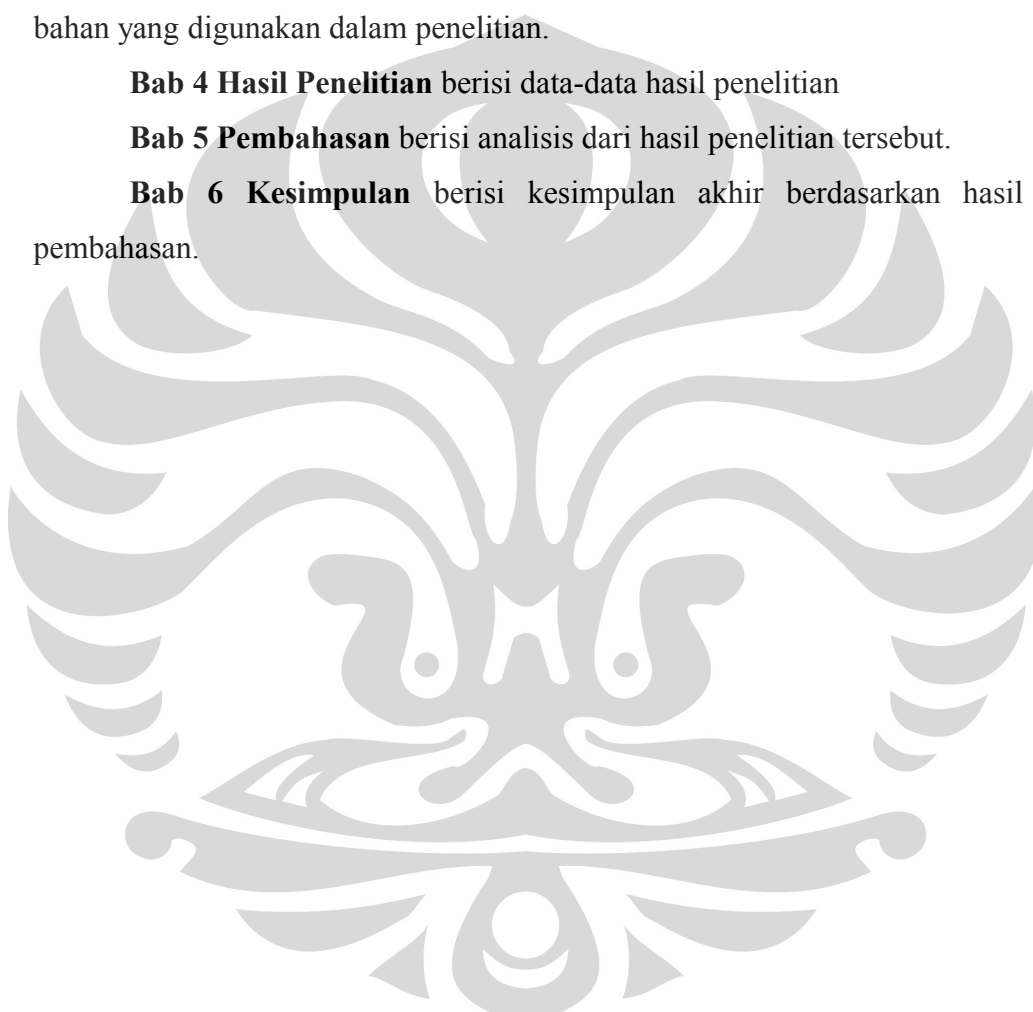 bahan yang digunakan dalam penelitian.
Bab 4 Hasil Penelitian berisi data-data hasil penelitian
Bab 5 Pembahasan berisi analisis dari hasil penelitian tersebut.
Bab 6 Kesimpulan berisi kesimpulan akhir berdasarkan hasil
pembahasan.